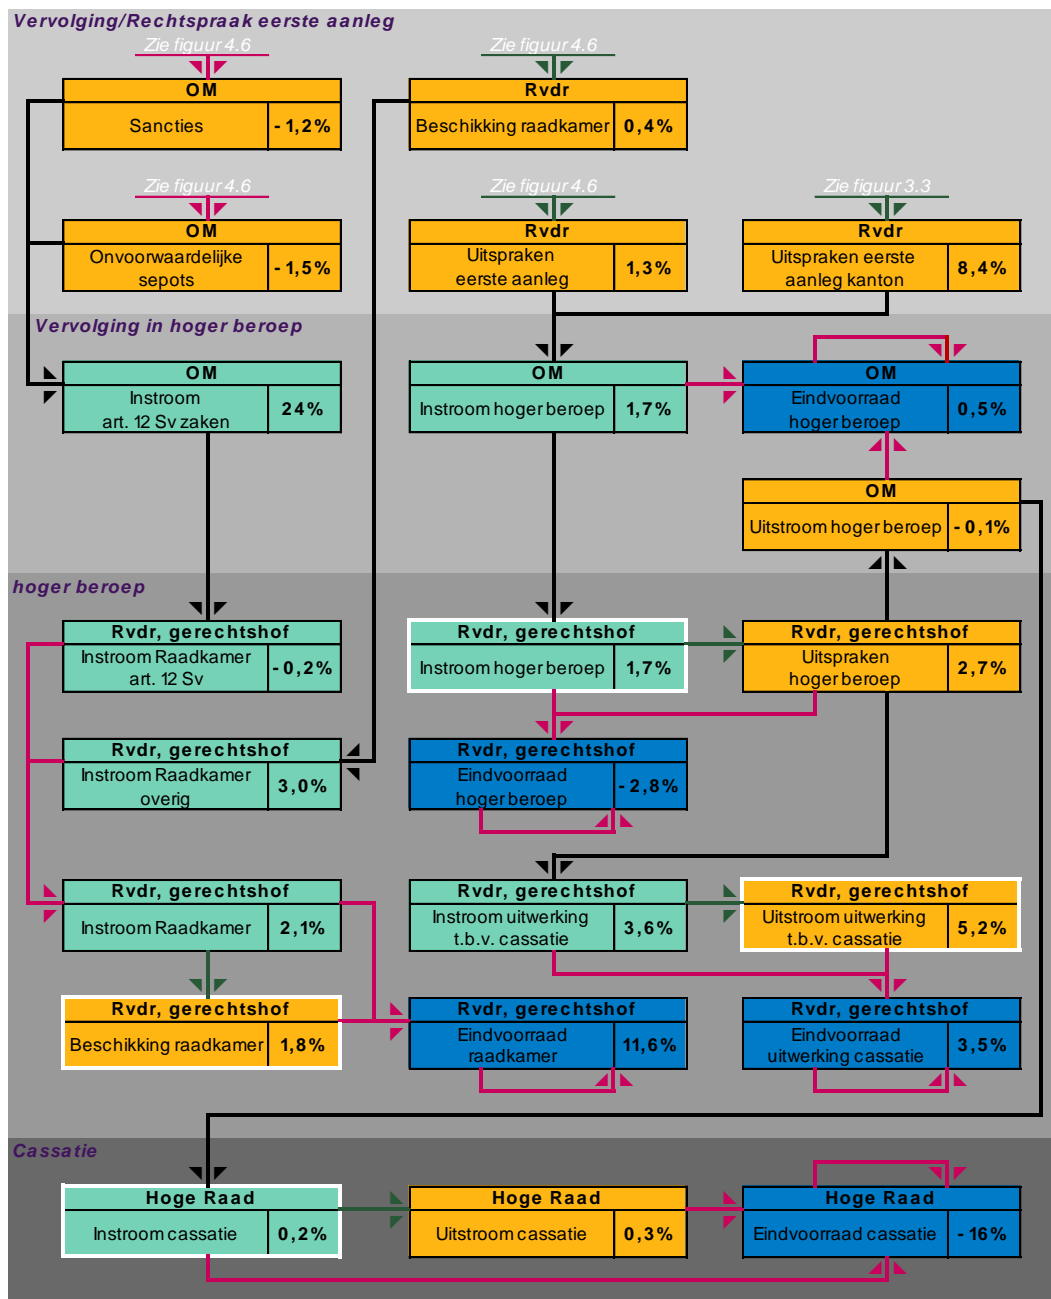 Vervolging/Rechtspraak eerste aanleg
Zie figuur 4.6
Zie figuur 4.6
OM
Sancties
-1,2%
Rvdr
Beschikking raadkamer
0,4%
Zie figuur 4.6
Zie figuur 4.6
Zie figuur 3.3
OM
Onvoorwaardelijke
sepots
-1,5%
Rvdr
Uitspraken
eerste aanleg
1,3%
Rvdr
Uitspraken eerste
aanleg kanton
8,4%
Vervolging in hoger beroep
OM
Instroom
art. 12 Sv zaken
24%
OM
Instroom hoger beroep
1,7%
OM
Eindvoorraad
hoger beroep
0,5%
OM
Uitstroom hoger beroep
-0,1%
hoger beroep
Rvdr, gerechtshof
Instroom Raadkamer
art. 12 Sv
-0,2%
Rvdr, gerechtshof
Instroom hoger beroep
1,7%
Rvdr, gerechtshof
Uitspraken
hoger beroep
2,7%
Rvdr, gerechtshof
Instroom Raadkamer
overig
3,0%
Rvdr, gerechtshof
Eindvoorraad
hoger beroep
-2,8%
Rvdr, gerechtshof
Instroom Raadkamer
2,1%
Rvdr, gerechtshof
Instroom uitwerking
t.b.v. cassatie
3,6%
Rvdr, gerechtshof
Uitstroom uitwerking
t.b.v. cassatie
5,2%
Rvdr, gerechtshof
Beschikking raadkamer
1,8%
Rvdr, gerechtshof
Eindvoorraad
raadkamer
11,6%
Rvdr, gerechtshof
Eindvoorraad
uitwerking cassatie
3,5%
Cassatie
Hoge Raad
Instroom cassatie
0,2%
Hoge Raad
Uitstroom cassatie
0,3%
Hoge Raad
Eindvoorraad cassatie
-16%